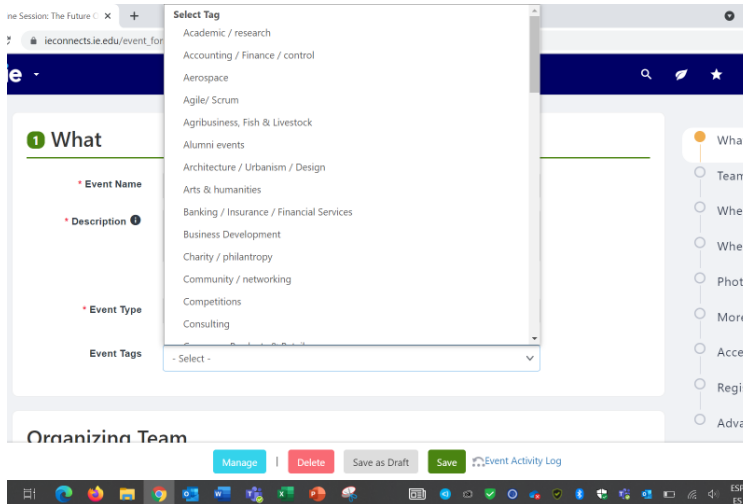 ne Session: The Future
ieconnects.ie.edu/event_for
ie
Select Tag
Academic / research
Accounting / Finance / control
Aerospace
Agile/ Scrum
Agribusiness, Fish & Livestock
Alumni events
Architecture / Urbanism / Design
Arts & humanities
Banking / Insurance / Financial Services
Business Development
Charity / philantropy
Community / networking
Competitions
Consulting
- Select -
1 What
* Event Name
* Description
* Event Type
Event Tags
Organizing Team
Wha
Team
Whe
Whe
Phot
More
Acce
Regi
Adva
Manage | Delete Save as Draft Save Event Activity Log
ESP
ES